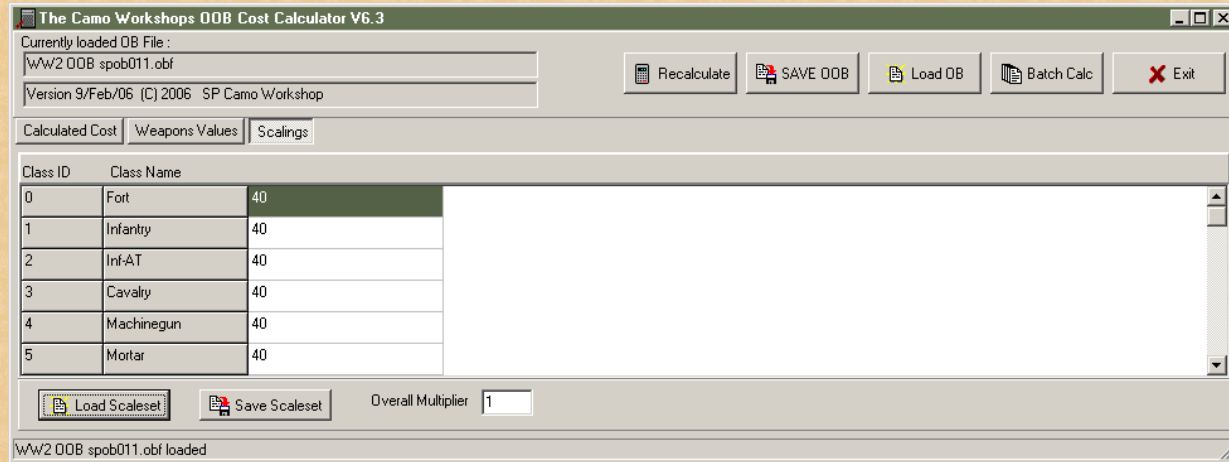 The Camo Workshops OOB Cost Calculator V6.3
Currently loaded OB File :
WW2 OOB spob011.obf
Version 9/Feb/06 (C) 2006 SP Camo Workshop
Recalculate SAVE OOB Load OB Batch Calc Exit
Calculated Cost Weapons Values Scalings
Class ID Class Name
0 Fort 40
1 Infantry 40
2 Inf-AT 40
3 Cavalry 40
4 Machinegun 40
5 Mortar 40
Load Scaleset Save Scaleset Overall Multiplier 1
WW2 OOB spob011.obf loaded